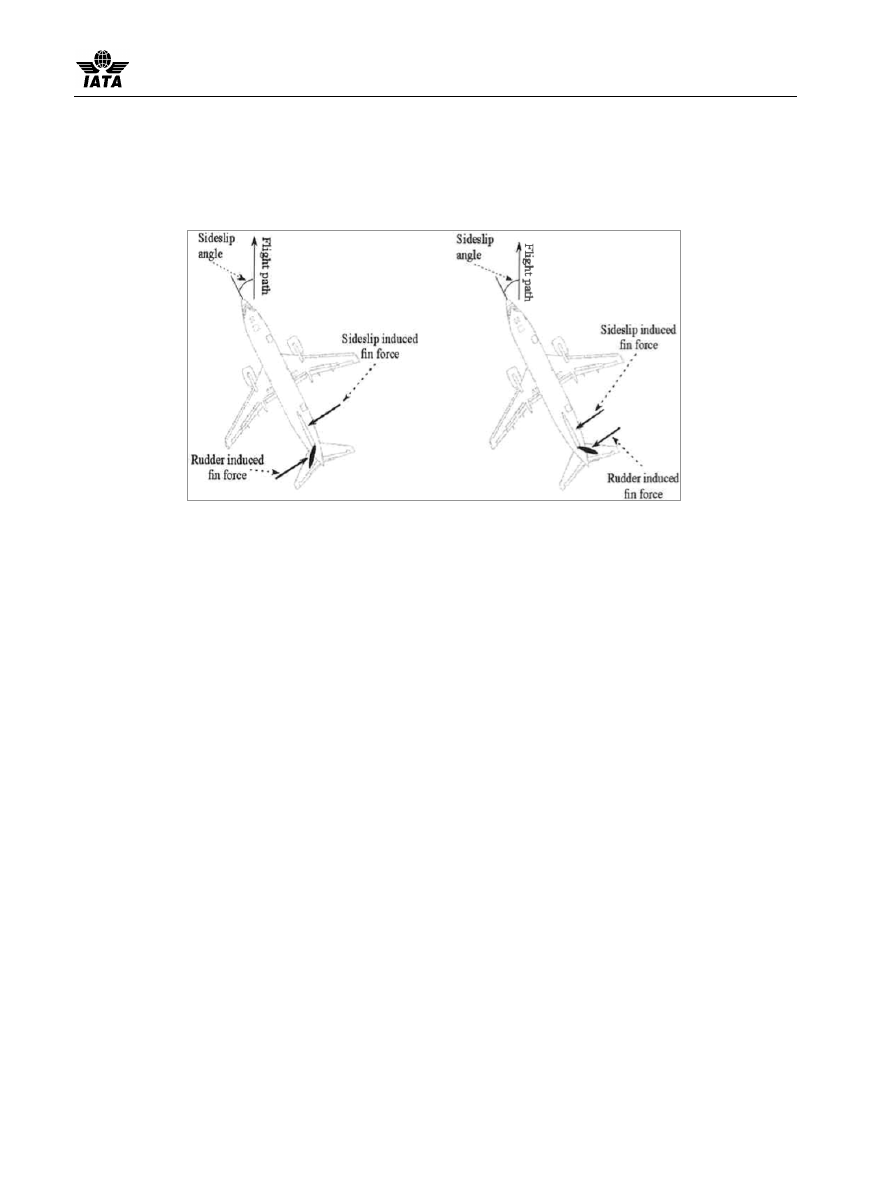 IATA
Sideslip
angle
Flight path
Sideslip induced
fin force
Rudder induced
fin force
Sideslip
angle
Flight path
Sideslip induced
fin force
Rudder induced
fin force